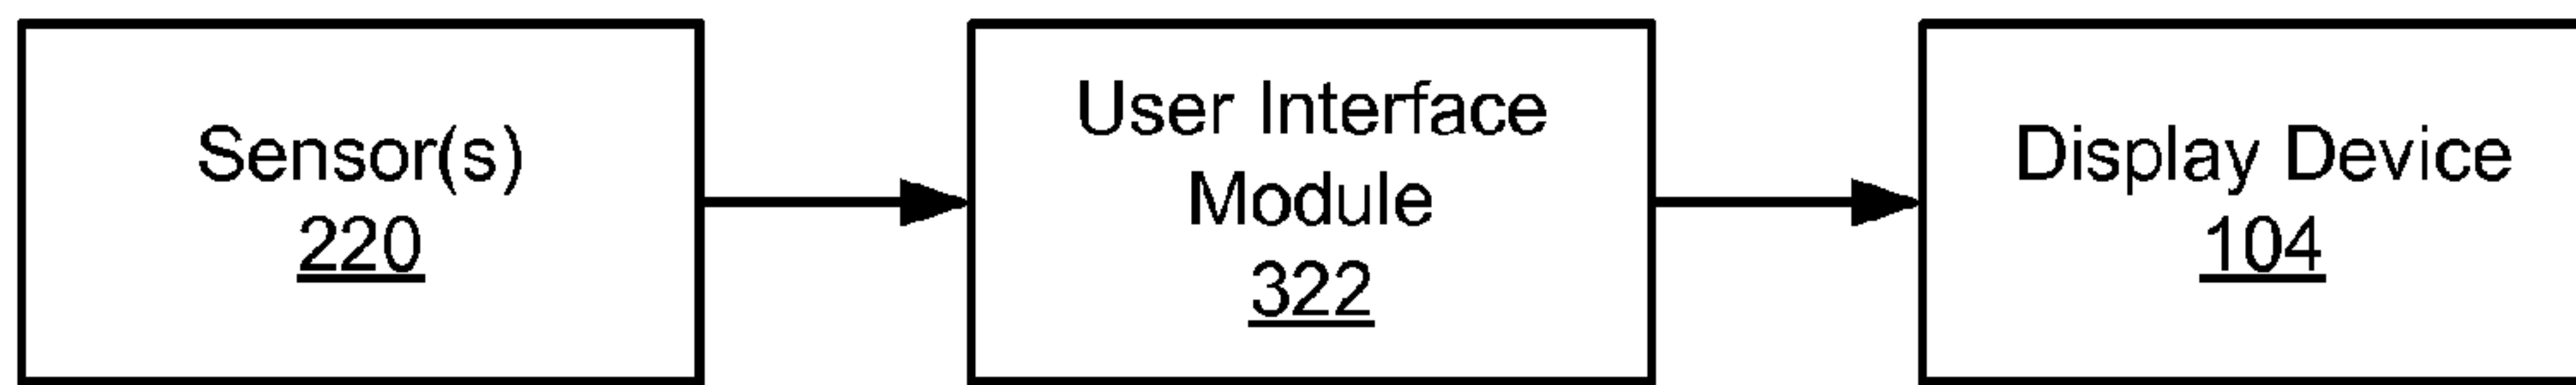 Sensor(s)
220
User Interface
Module
322
Display Device
104